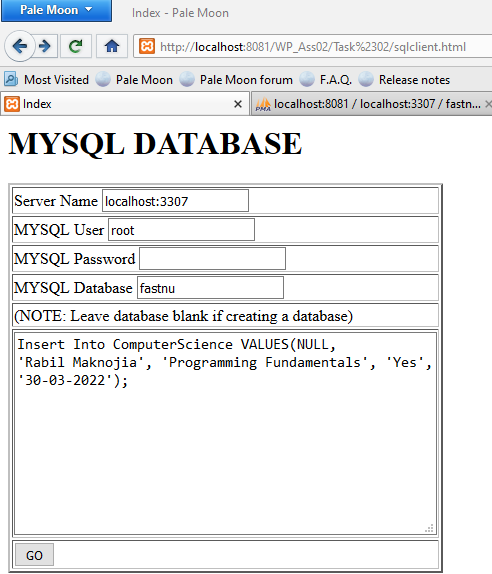 Pale Moon
Index - Pale Moon
http://localhost:8081/WP_Ass02/Task%2302/sqlclient.html
Most Visited Pale Moon Pale Moon forum F.A.Q. Release notes
Index localhost:8081 / localhost:3307 / fastn...
MYSQL DATABASE
Server Name localhost:3307
MYSQL User root
MYSQL Password
MYSQL Database fastnu
(NOTE: Leave database blank if creating a database)
Insert Into ComputerScience VALUES(NULL,
'Rabil Maknojia', 'Programming Fundamentals', 'Yes',
'30-03-2022');
GO